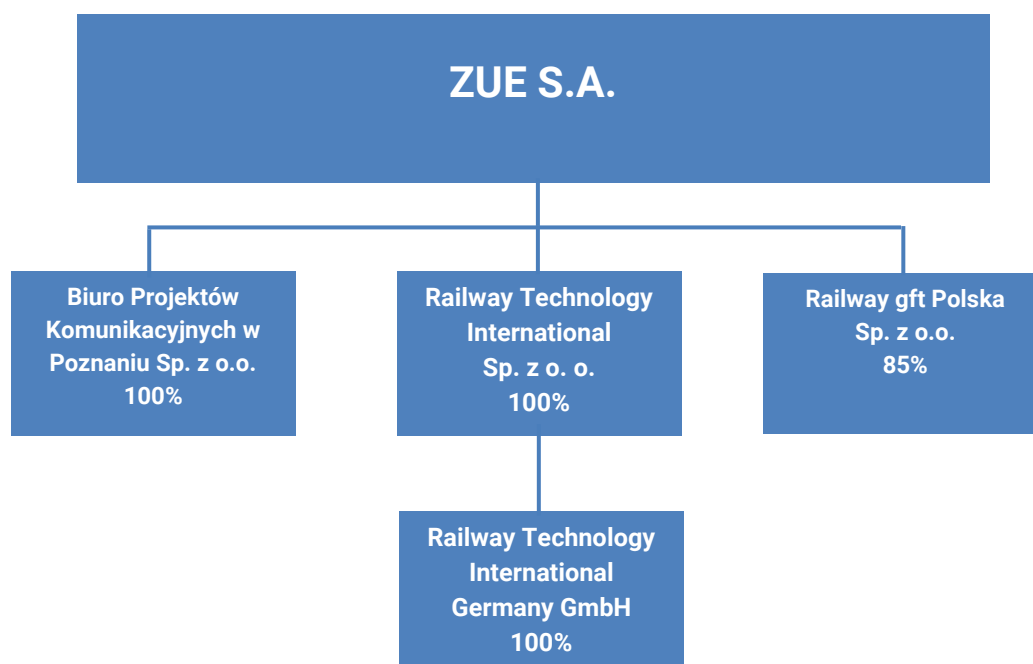 ZUE S.A.
Biuro Projektów
Komunikacyjnych w
Poznaniu Sp. z o.o.
100%
Railway Technology
International
Sp. z o. o.
100%
Railway gft Polska
Sp. z o.o.
85%
Railway Technology
International
Germany GmbH
100%